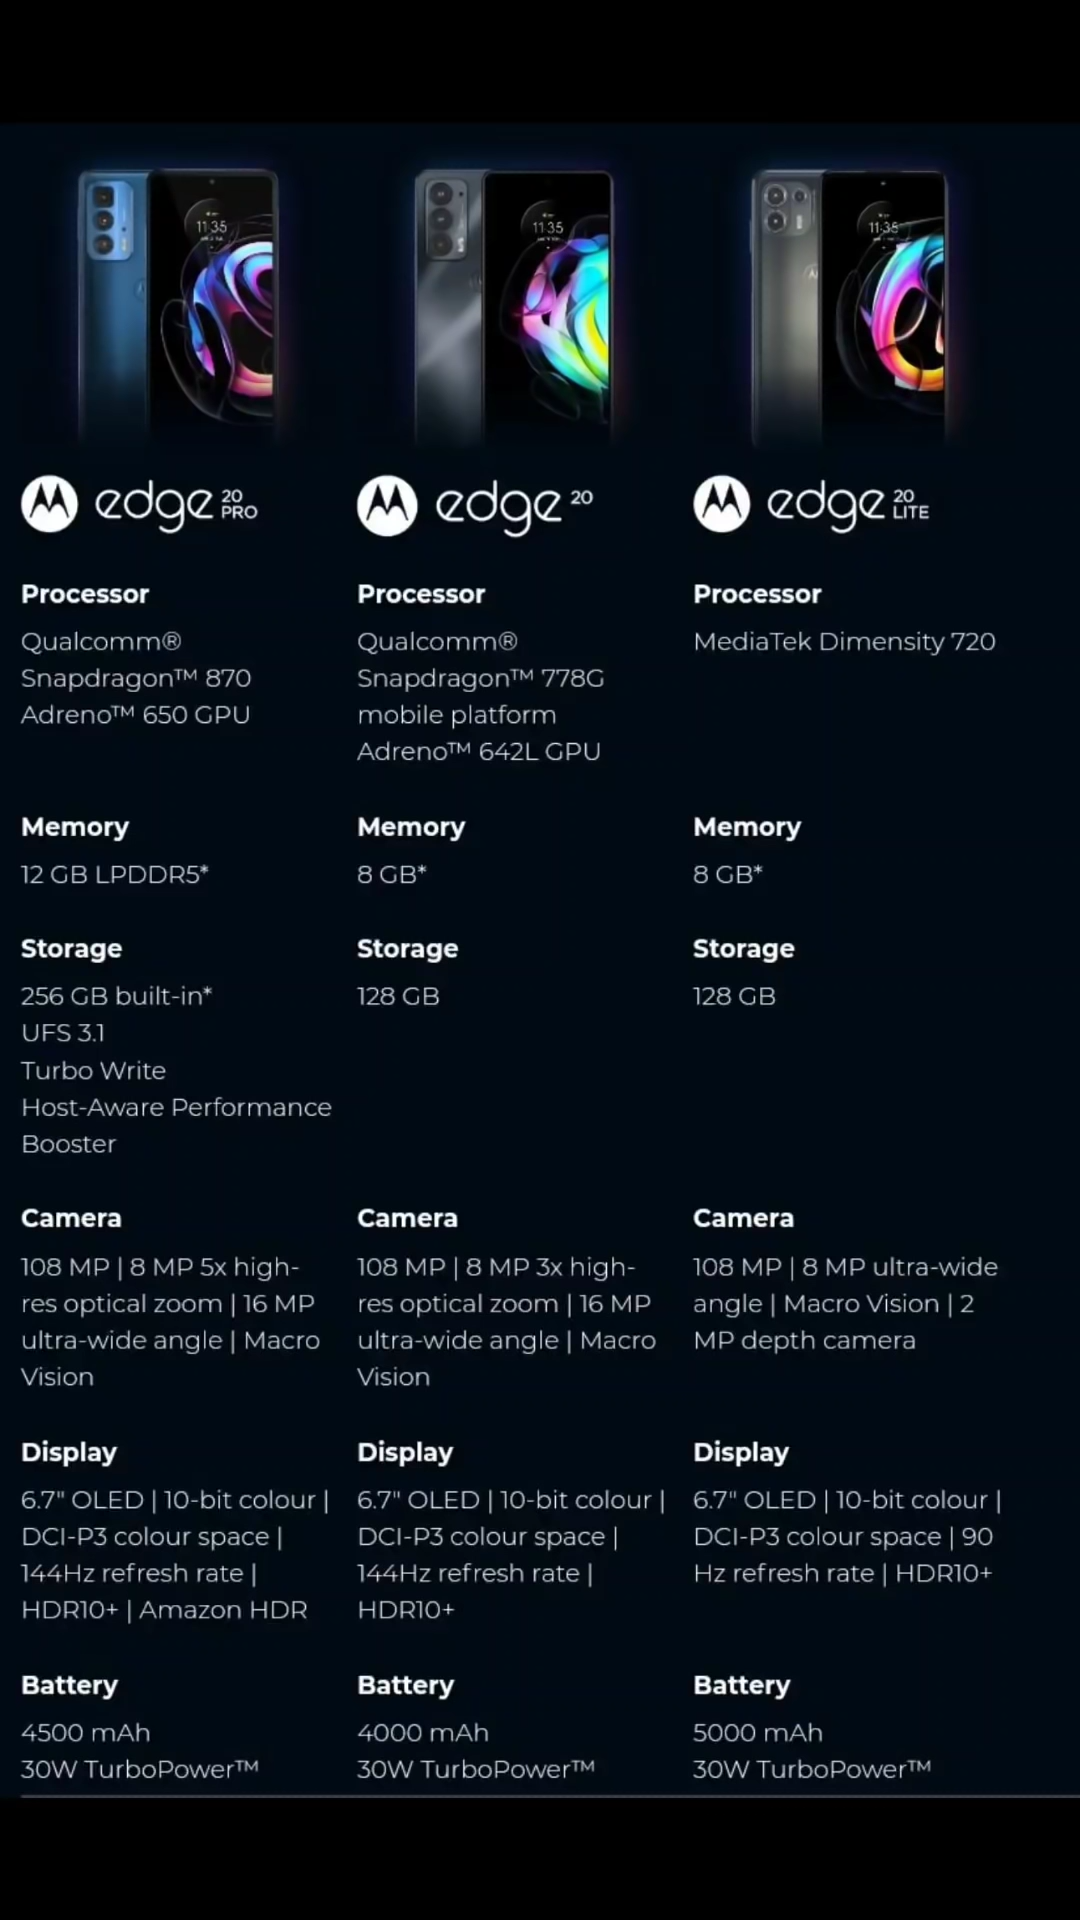 11:35
11:35
11:35
edge 20 PRO
edge 20
edge 20 LITE
Processor
Qualcomm®
Snapdragon™ 870
Adreno™ 650 GPU
Memory
12 GB LPDDR5*
Storage
256 GB built-in*
UFS 3.1
Turbo Write
Host-Aware Performance
Booster
Camera
108 MP | 8 MP 5x high-
res optical zoom | 16 MP
ultra-wide angle | Macro
Vision
Display
6.7" OLED | 10-bit colour |
DCI-P3 colour space |
144Hz refresh rate |
HDR10+ | Amazon HDR
Battery
4500 mAh
30W TurboPower™
Processor
Qualcomm®
Snapdragon™ 778G
mobile platform
Adreno™ 642L GPU
Memory
8 GB*
Storage
128 GB
Camera
108 MP | 8 MP 3x high-
res optical zoom | 16 MP
ultra-wide angle | Macro
Vision
Display
6.7" OLED | 10-bit colour |
DCI-P3 colour space |
144Hz refresh rate |
HDR10+
Battery
4000 mAh
30W TurboPower™
Processor
MediaTek Dimensity 720
Memory
8 GB*
Storage
128 GB
Camera
108 MP | 8 MP ultra-wide
angle | Macro Vision | 2
MP depth camera
Display
6.7" OLED | 10-bit colour |
DCI-P3 colour space | 90
Hz refresh rate | HDR10+
Battery
5000 mAh
30W TurboPower™